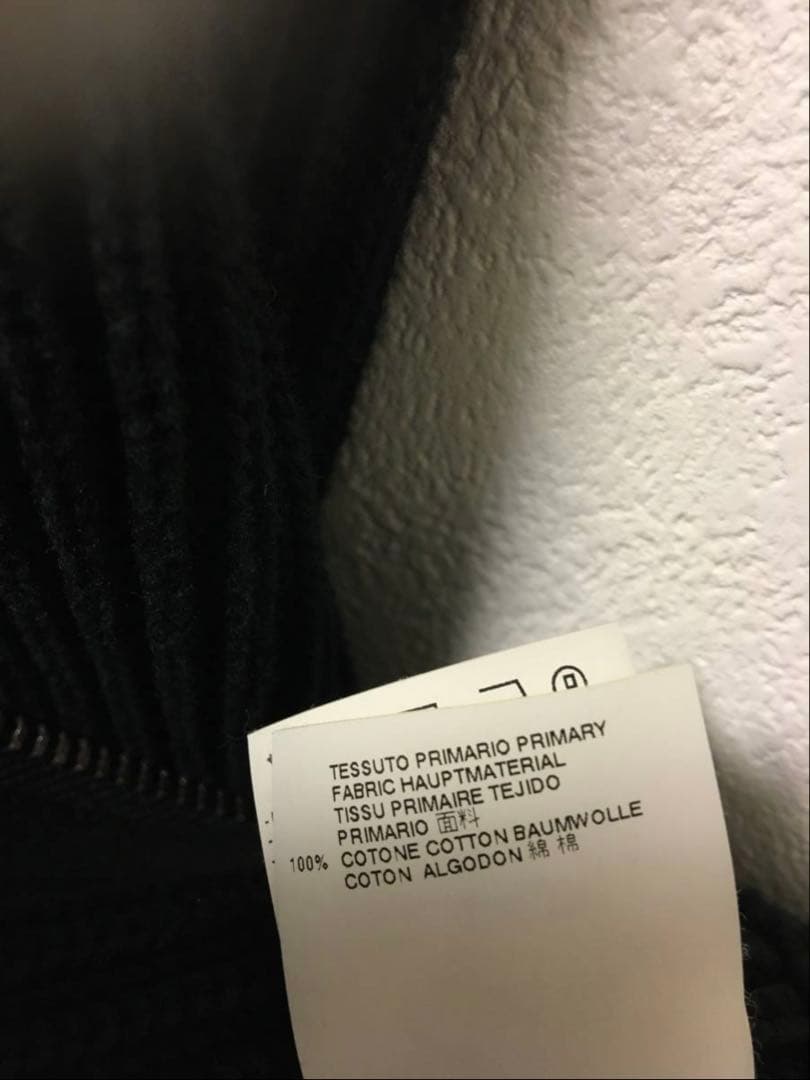 TESSUTO PRIMARIO PRIMARY
FABRIC HAUPTMATERIAL
TISSU PRIMAIRE TEJIDO
PRIMARIO 面料
100% COTONE COTTON BAUMWOLLE
COTON ALGODON 綿 棉